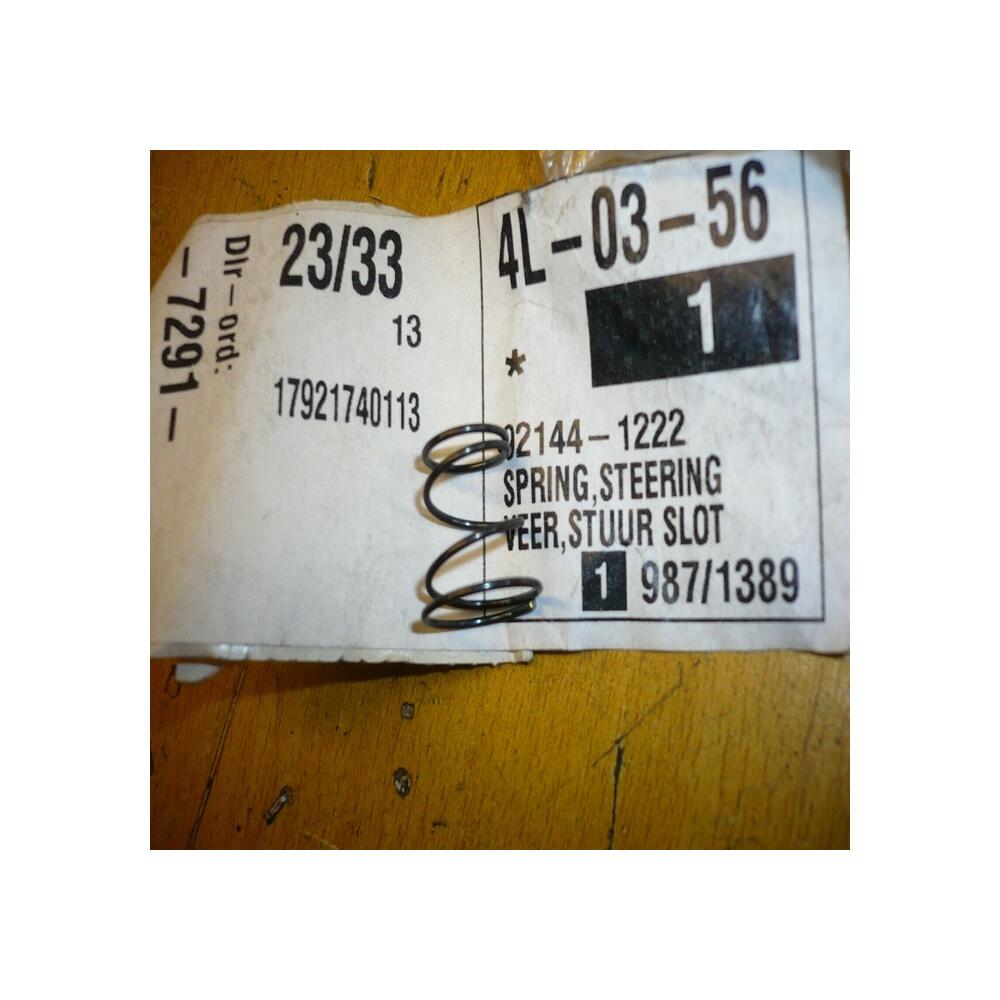 Dlr-ord:
-7291-
23/33
13
17921740113
4L-03-56
1
*
92144-1222
SPRING,STEERING
VEER,STUUR SLOT
1 987/1389